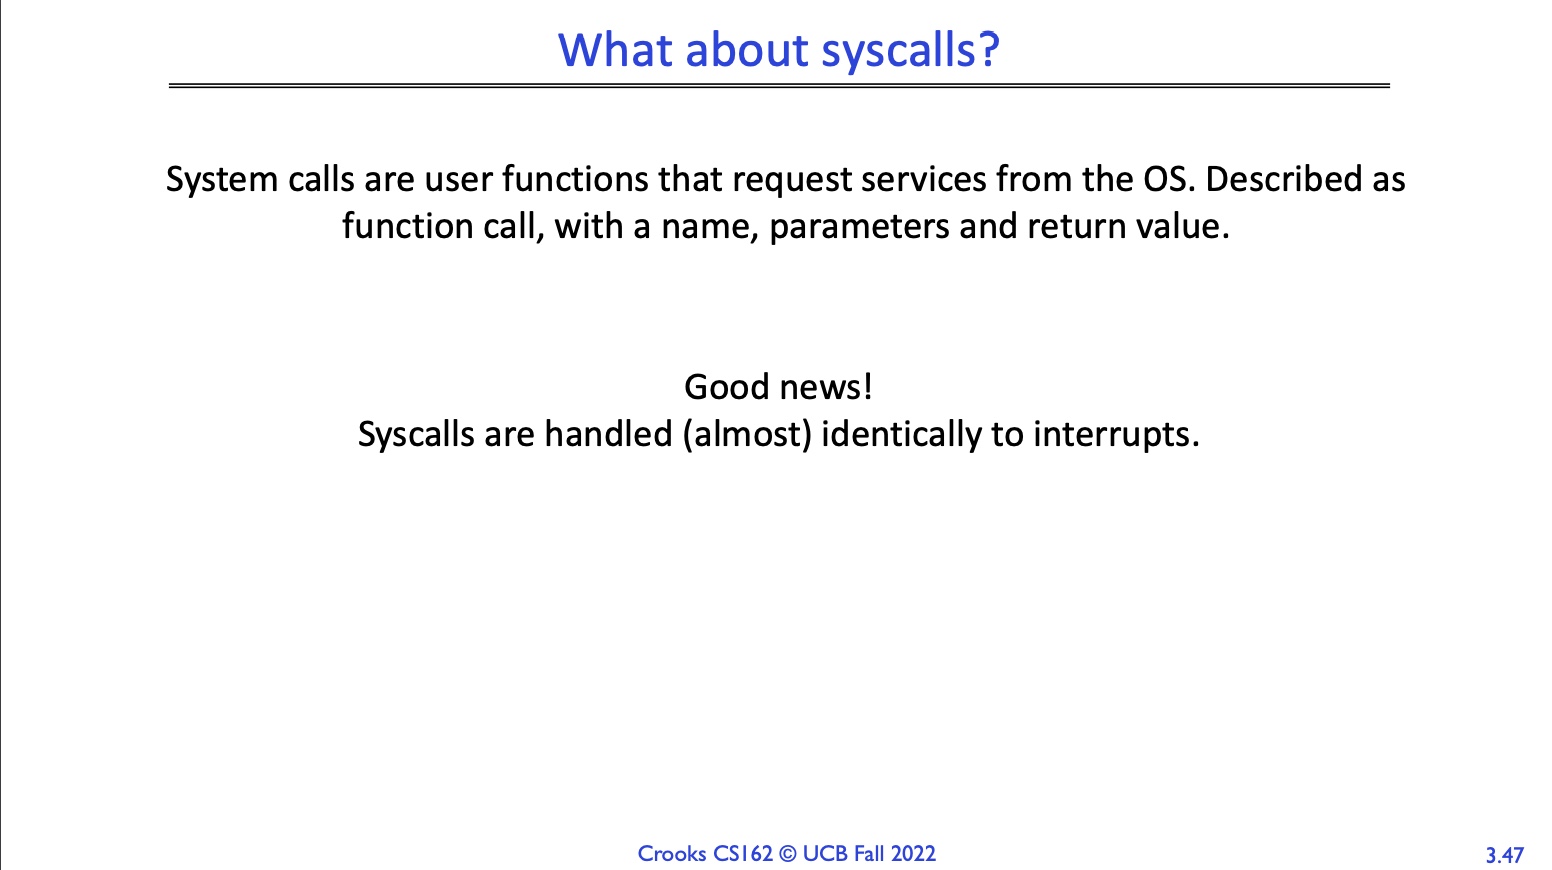 What about syscalls?
System calls are user functions that request services from the OS. Described as
function call, with a name, parameters and return value.
Good news!
Syscalls are handled (almost) identically to interrupts.
Crooks CS162 © UCB Fall 2022
3.47